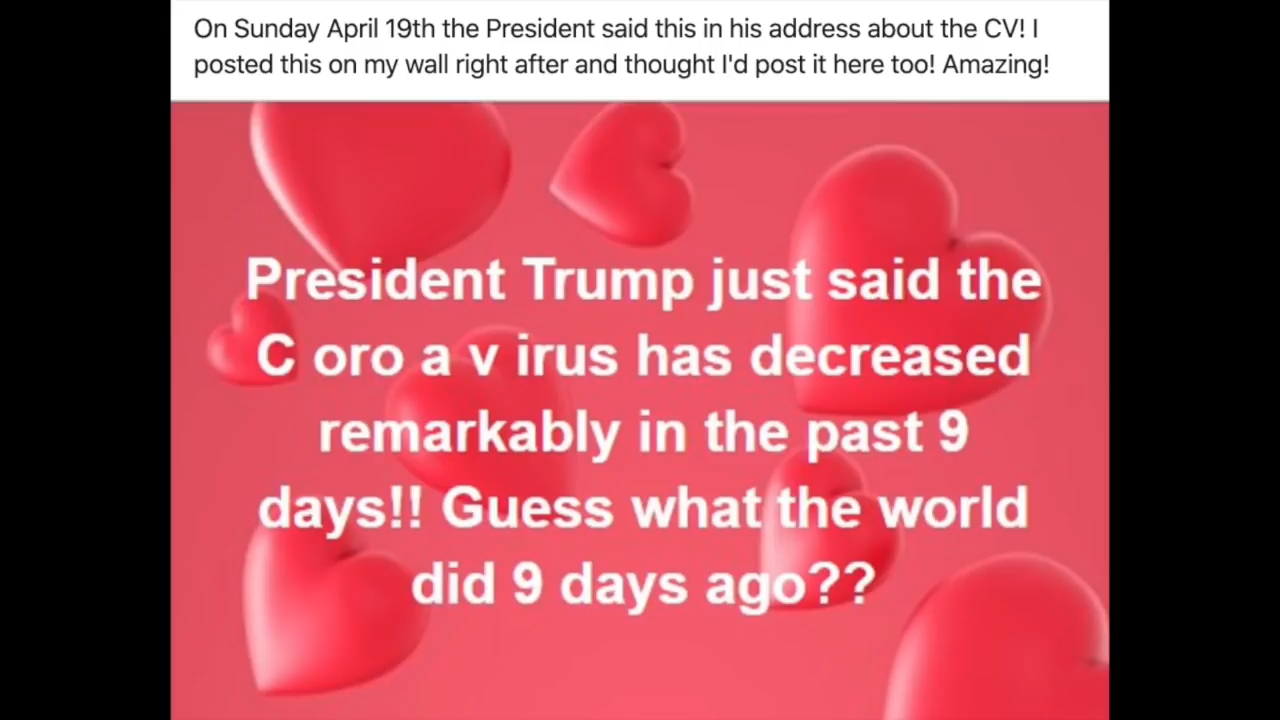 On Sunday April 19th the President said this in his address about the CV! I
posted this on my wall right after and thought I'd post it here too! Amazing!
President Trump just said the
C oro a v irus has decreased
remarkably in the past 9
days!! Guess what the world
did 9 days ago??